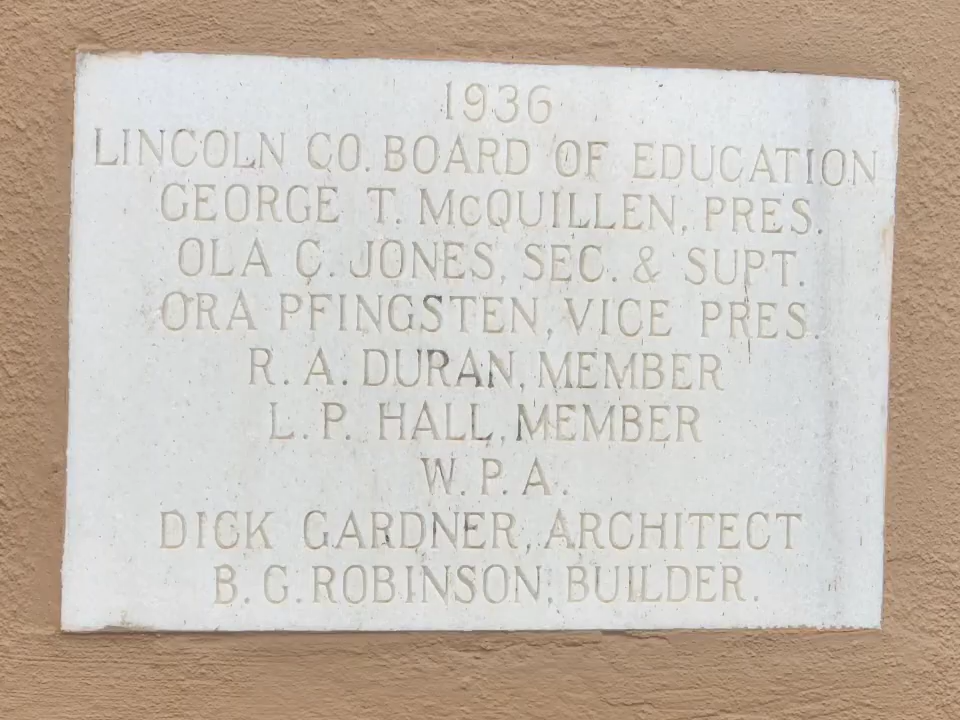 1936
LINCOLN CO. BOARD OF EDUCATION
GEORGE T. McQUILLEN, PRES.
OLA C. JONES, SEC. & SUPT.
ORA PFINGSTEN, VICE PRES.
R. A. DURAN, MEMBER
L. P. HALL, MEMBER
W. P. A.
DICK GARDNER, ARCHITECT
B. G. ROBINSON, BUILDER.